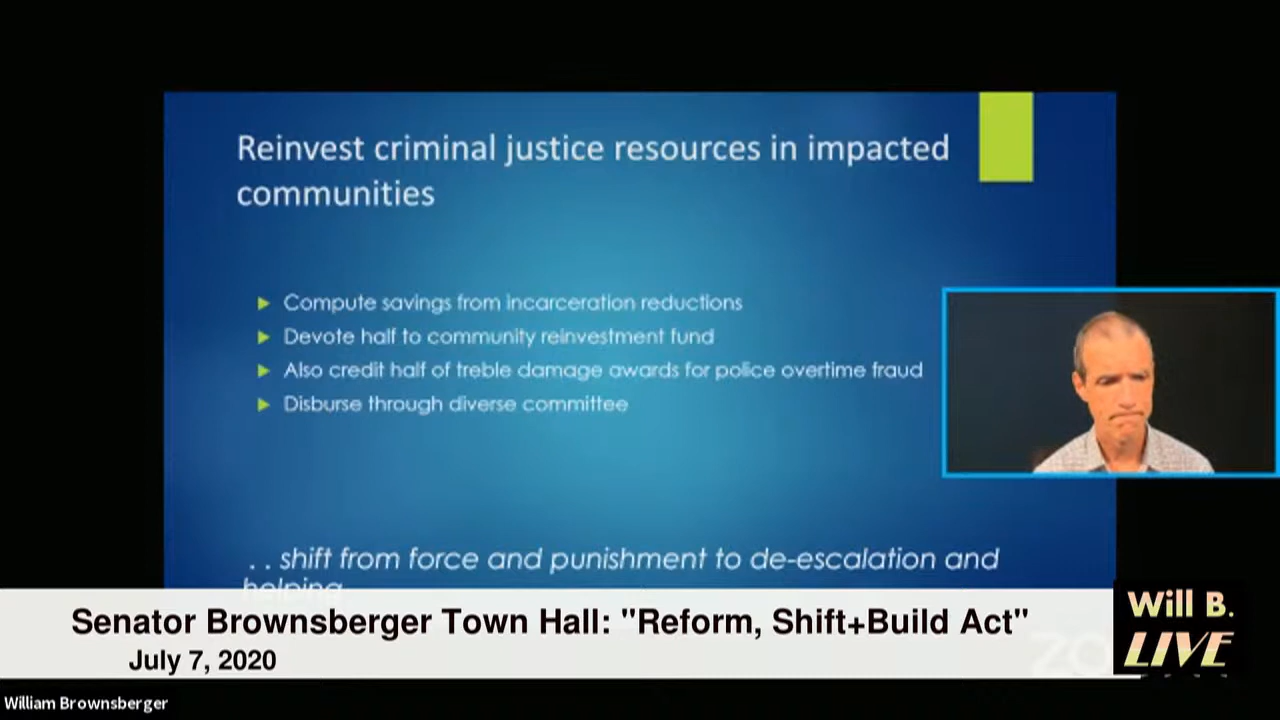 Reinvest criminal justice resources in impacted
communities
Compute savings from incarceration reductions
Devote half to community reinvestment fund
Also credit half of treble damage awards for police overtime fraud
Disburse through diverse committee
. . shift from force and punishment to de-escalation and
helping
Senator Brownsberger Town Hall: "Reform, Shift+Build Act"
July 7, 2020
Will B.
LIVE
William Brownsberger